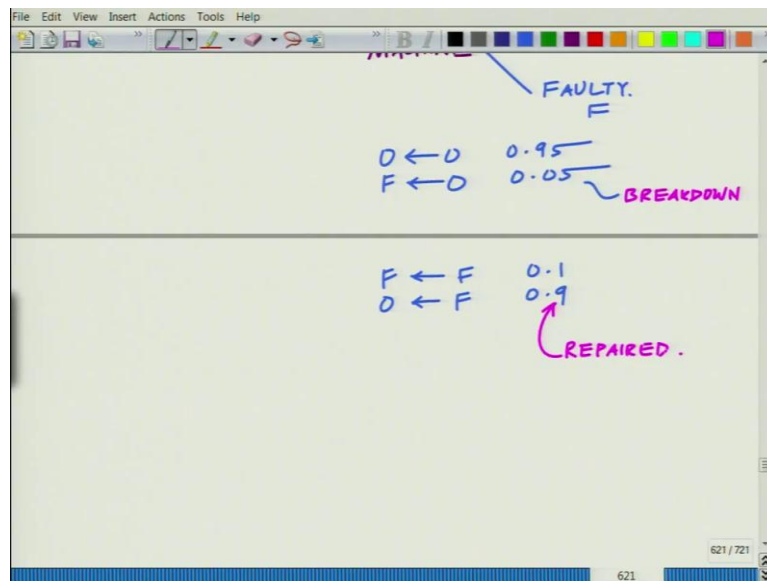 File Edit View Insert Actions Tools Help
B I
FAULTY.
F
O ← O 0.95
F ← O 0.05
BREAKDOWN
F ← F 0.1
O ← F 0.9
REPAIRED.
621 / 721
621